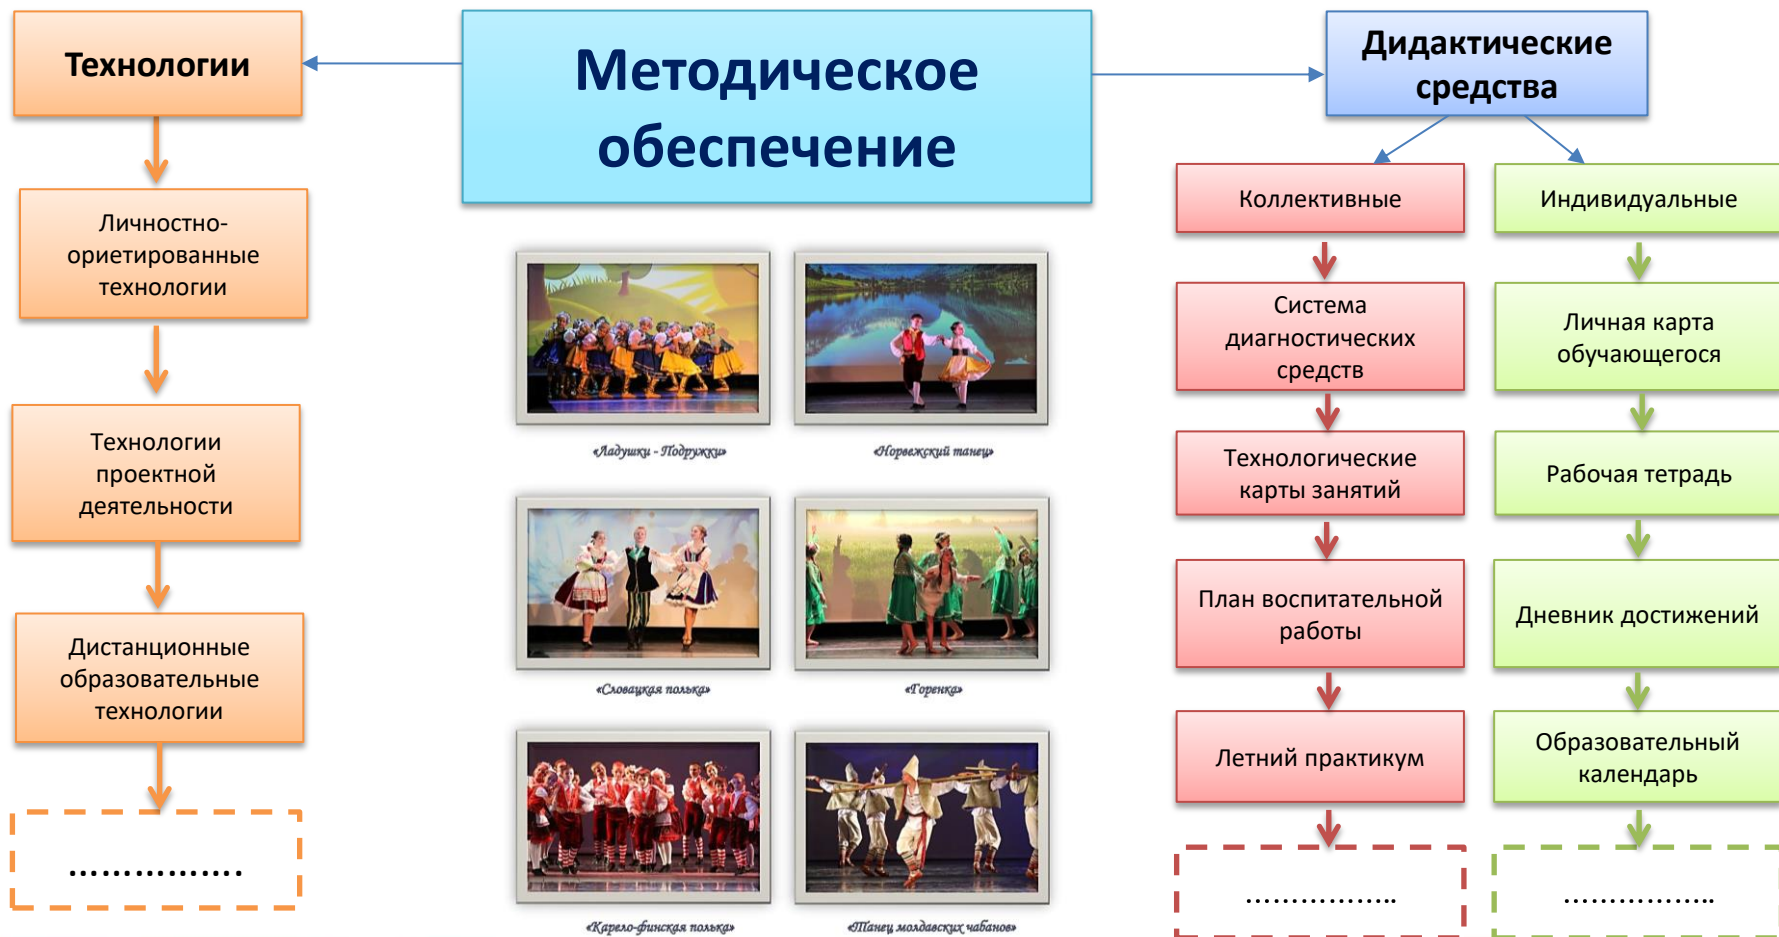 Технологии
Личностно-
ориетированные
технологии
Технологии
проектной
деятельности
Дистанционные
образовательные
технологии
…………….
Методическое
обеспечение
«Ладушки - Подружки»
«Норвежский танец»
«Словацкая полька»
«Горенка»
«Карело-финская полька»
«Танец молдавских чабанов»
Дидактические
средства
Коллективные
Система
диагностических
средств
Технологические
карты занятий
План воспитательной
работы
Летний практикум
……………..
Индивидуальные
Личная карта
обучающегося
Рабочая тетрадь
Дневник достижений
Образовательный
календарь
……………..